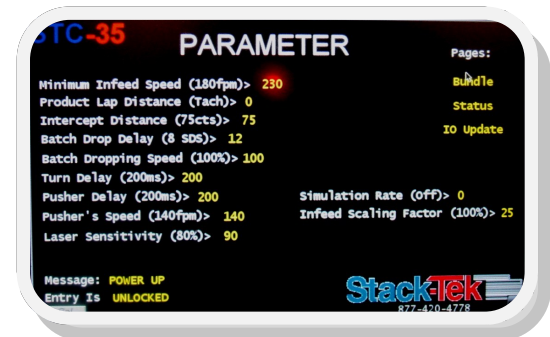 STC-35
PARAMETER
Pages:
Minimum Infeed Speed (180fpm)> 230
Bundle
Product Lap Distance (Tach)> 0
Status
Intercept Distance (75cts)> 75
IO Update
Batch Drop Delay (8 SDS)> 12
Batch Dropping Speed (100%)> 100
Turn Delay (200ms)> 200
Pusher Delay (200ms)> 200
Simulation Rate (Off)> 0
Pusher's Speed (140fpm)> 140
Infeed Scaling Factor (100%)> 25
Laser Sensitivity (80%)> 90
Message: POWER UP
Entry Is UNLOCKED
Stack-Tek
877-420-4778